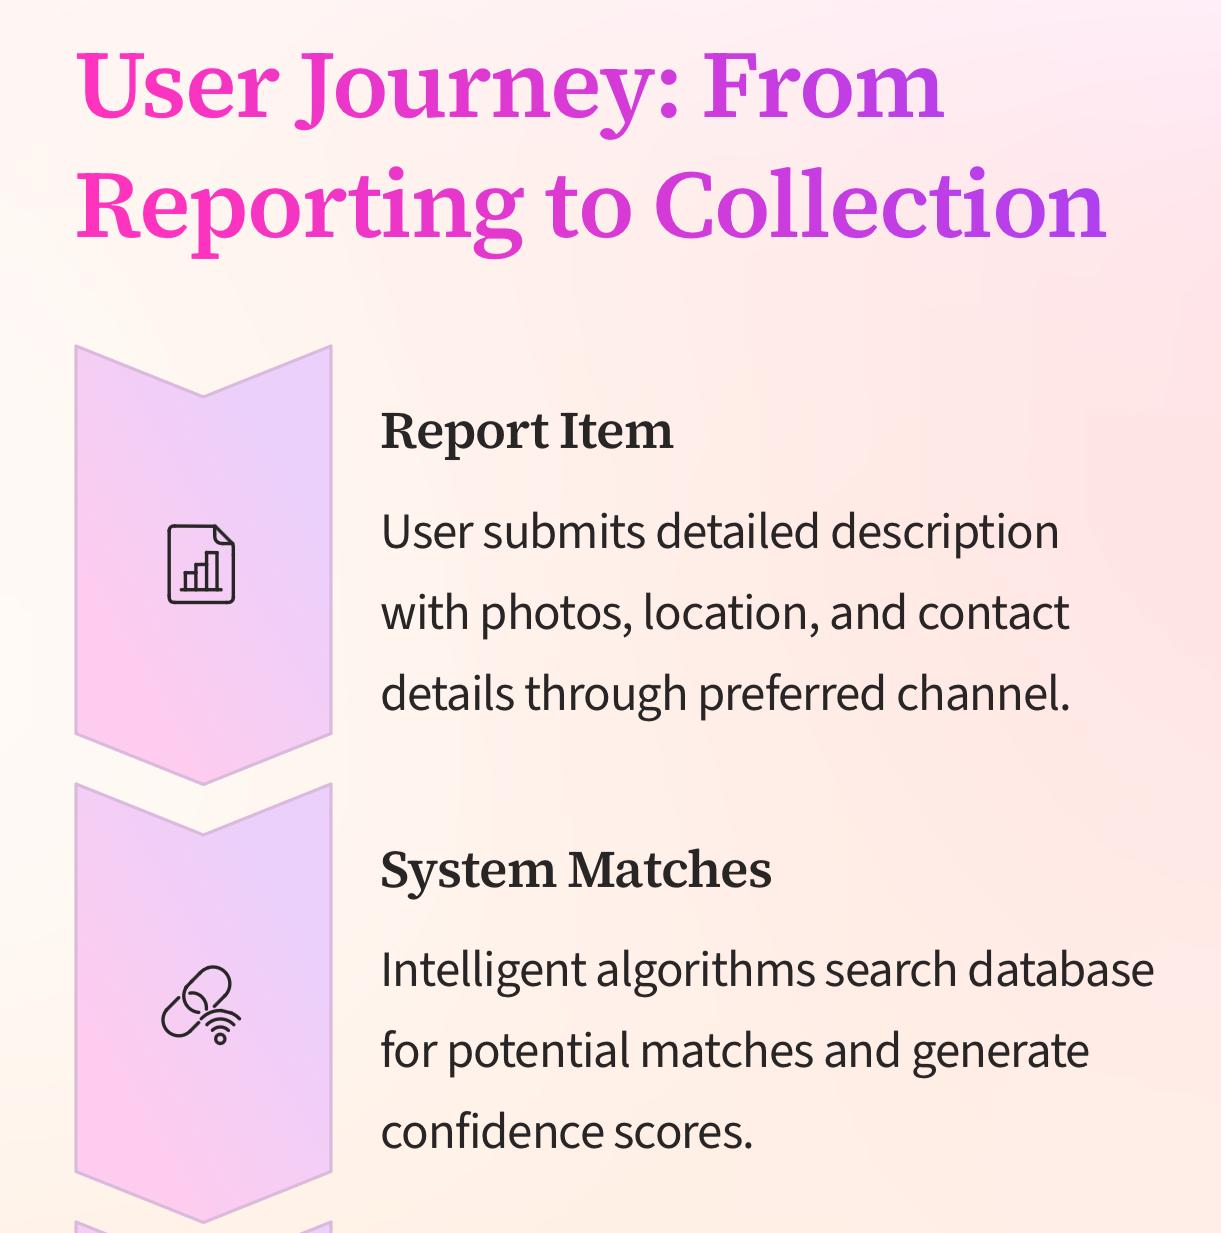 User Journey: From
Reporting to Collection
Report Item
User submits detailed description
with photos, location, and contact
details through preferred channel.
System Matches
Intelligent algorithms search database
for potential matches and generate
confidence scores.